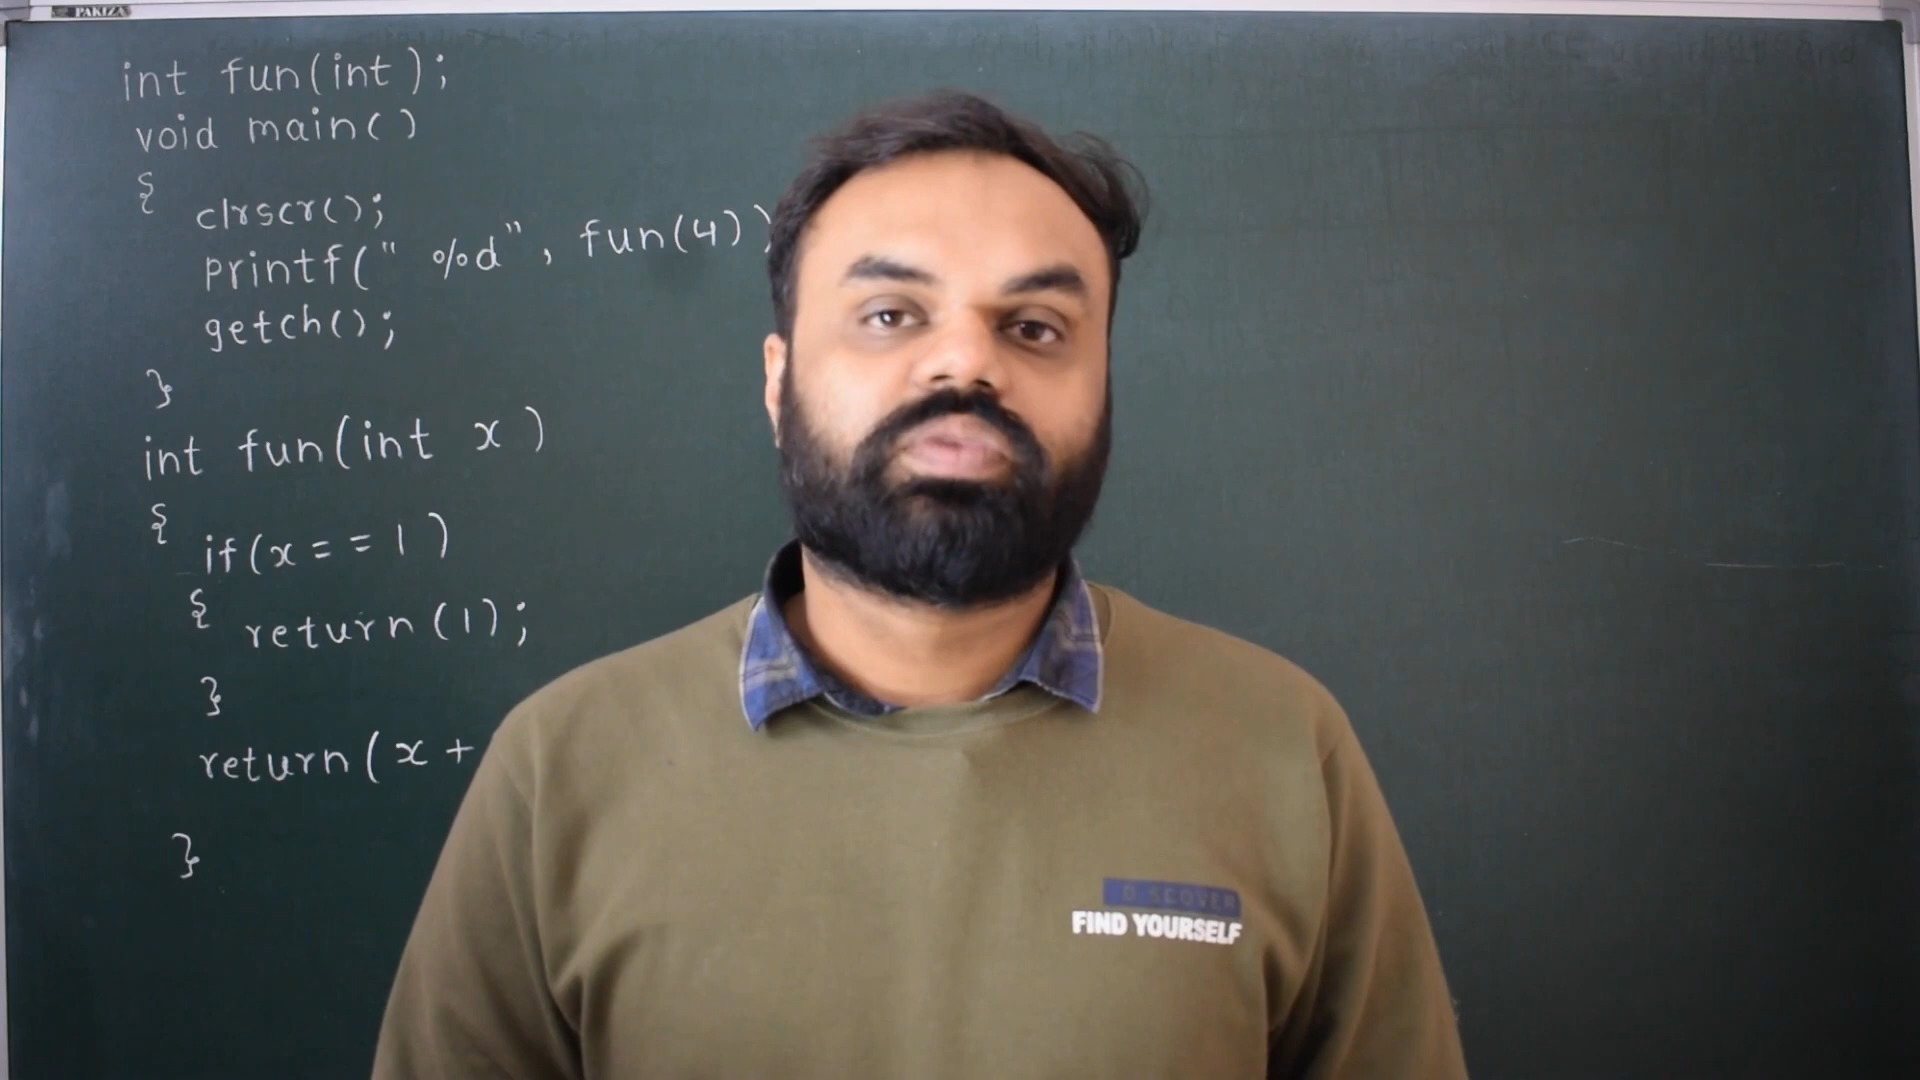 PAKIZA
int fun(int);
void main()
{
clrscr();
printf(" %d", fun(4))
getch();
}
int fun(int x)
{
if(x==1)
{ return(1);
}
return(x+
}
D SCOVER
FIND YOURSELF